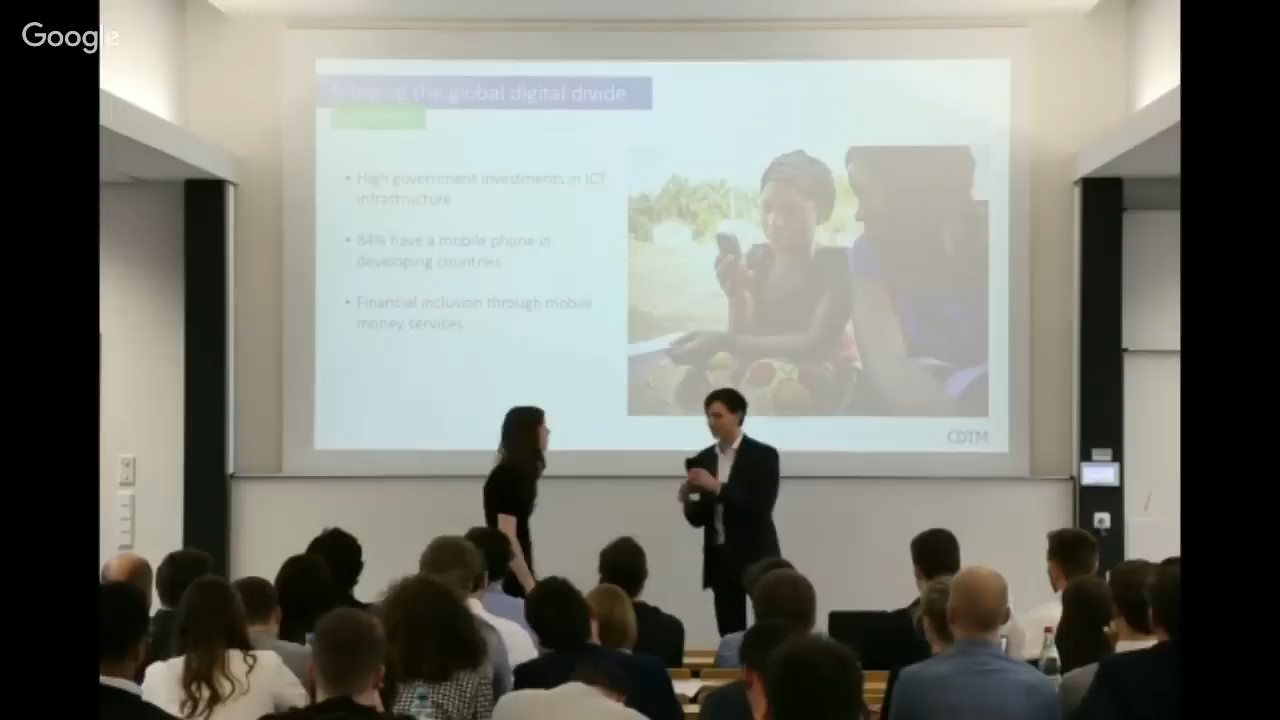 Google
the global digital divide
• High government investments in ICT
infrastructure
• 84% have a mobile phone in
developing countries
• Financial inclusion through mobile
money services
CDTM